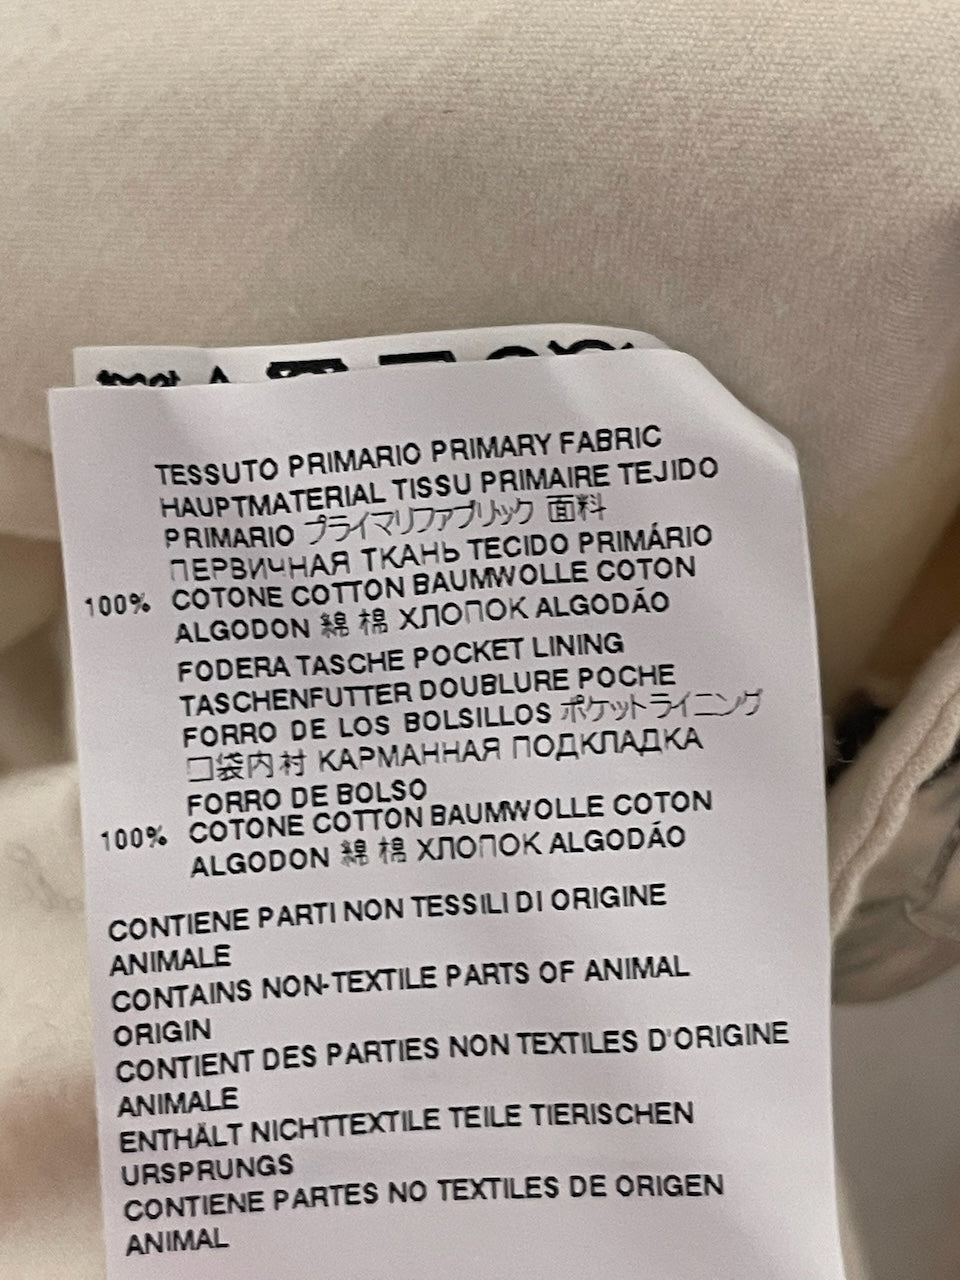 TESSUTO PRIMARIO PRIMARY FABRIC
HAUPTMATERIAL TISSU PRIMAIRE TEJIDO
PRIMARIO プライマリファブリック 面料
ПЕРВИЧНАЯ ТКАНЬ TECIDO PRIMÁRIO
100% COTONE COTTON BAUMWOLLE COTON
ALGODON 綿 棉 ХЛОПОК ALGODÃO
FODERA TASCHE POCKET LINING
TASCHENFUTTER DOUBLURE POCHE
FORRO DE LOS BOLSILLOS ポケットライニング
口袋内村 КАРМАННАЯ ПОДКЛАДКА
FORRO DE BOLSO
100% COTONE COTTON BAUMWOLLE COTON
ALGODON 綿 棉 ХЛОПОК ALGODÃO
CONTIENE PARTI NON TESSILI DI ORIGINE
ANIMALE
CONTAINS NON-TEXTILE PARTS OF ANIMAL
ORIGIN
CONTIENT DES PARTIES NON TEXTILES D'ORIGINE
ANIMALE
ENTHÄLT NICHTTEXTILE TEILE TIERISCHEN
URSPRUNGS
CONTIENE PARTES NO TEXTILES DE ORIGEN
ANIMAL